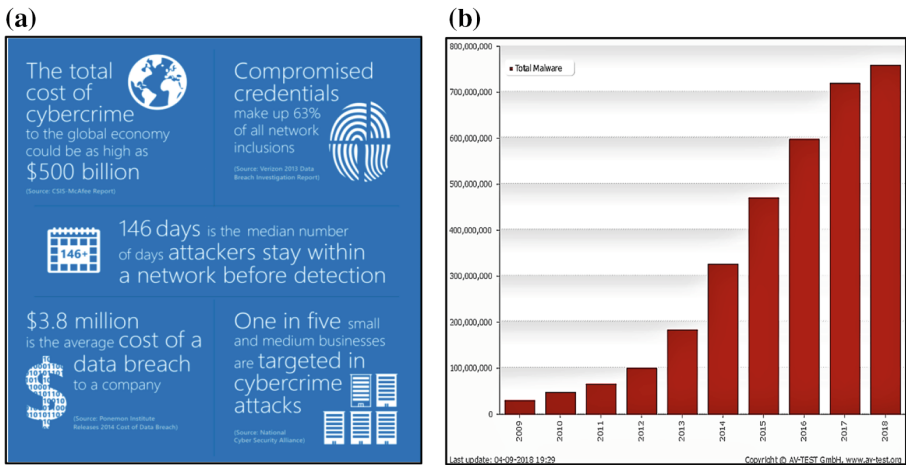 (a)
The total
cost of
cybercrime
to the global economy
could be as high as
$500 billion
(Source: CSIS-McAfee Report)
Compromised
credentials
make up 63%
of all network
inclusions
(Source: Verizon 2013 Data
Breach Investigation Report)
146+
146 days is the median number
of days attackers stay within
a network before detection
$3.8 million
is the average cost of a
data breach
to a company
(Source: Ponemon Institute
Releases 2014 Cost of Data Breach)
One in five small
and medium businesses
are targeted in
cybercrime
attacks
(Source: National
Cyber Security Alliance)
(b)
800,000,000
Total Malware
700,000,000
600,000,000
500,000,000
400,000,000
300,000,000
200,000,000
100,000,000
0
2009 2010 2011 2012 2013 2014 2015 2016 2017 2018
Last update: 04-09-2018 19:29 Copyright © AV-TEST GmbH, www.av-test.org